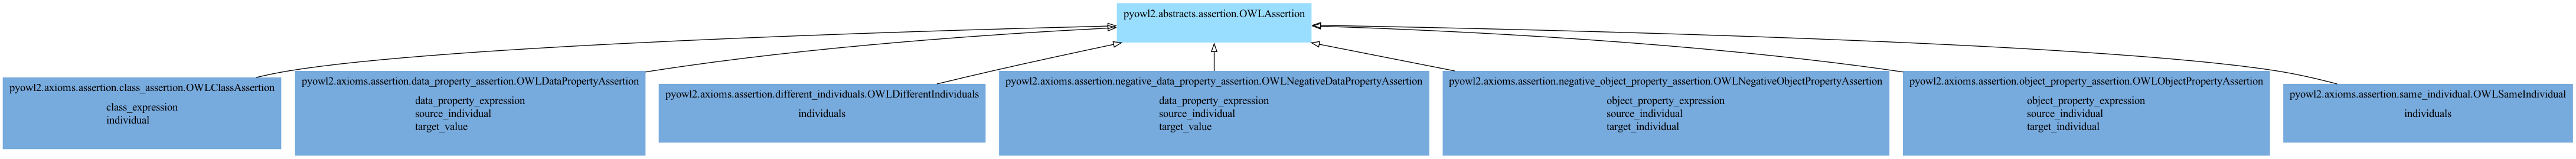 pyowl2.abstracts.assertion.OWLAssertion
pyowl2.axioms.assertion.class_assertion.OWLClassAssertion
class_expression
individual
pyowl2.axioms.assertion.data_property_assertion.OWLDataPropertyAssertion
data_property_expression
source_individual
target_value
pyowl2.axioms.assertion.different_individuals.OWLDifferentIndividuals
individuals
pyowl2.axioms.assertion.negative_data_property_assertion.OWLNegativeDataPropertyAssertion
data_property_expression
source_individual
target_value
pyowl2.axioms.assertion.negative_object_property_assertion.OWLNegativeObjectPropertyAssertion
object_property_expression
source_individual
target_individual
pyowl2.axioms.assertion.object_property_assertion.OWLObjectPropertyAssertion
object_property_expression
source_individual
target_individual
pyowl2.axioms.assertion.same_individual.OWLSameIndividual
individuals